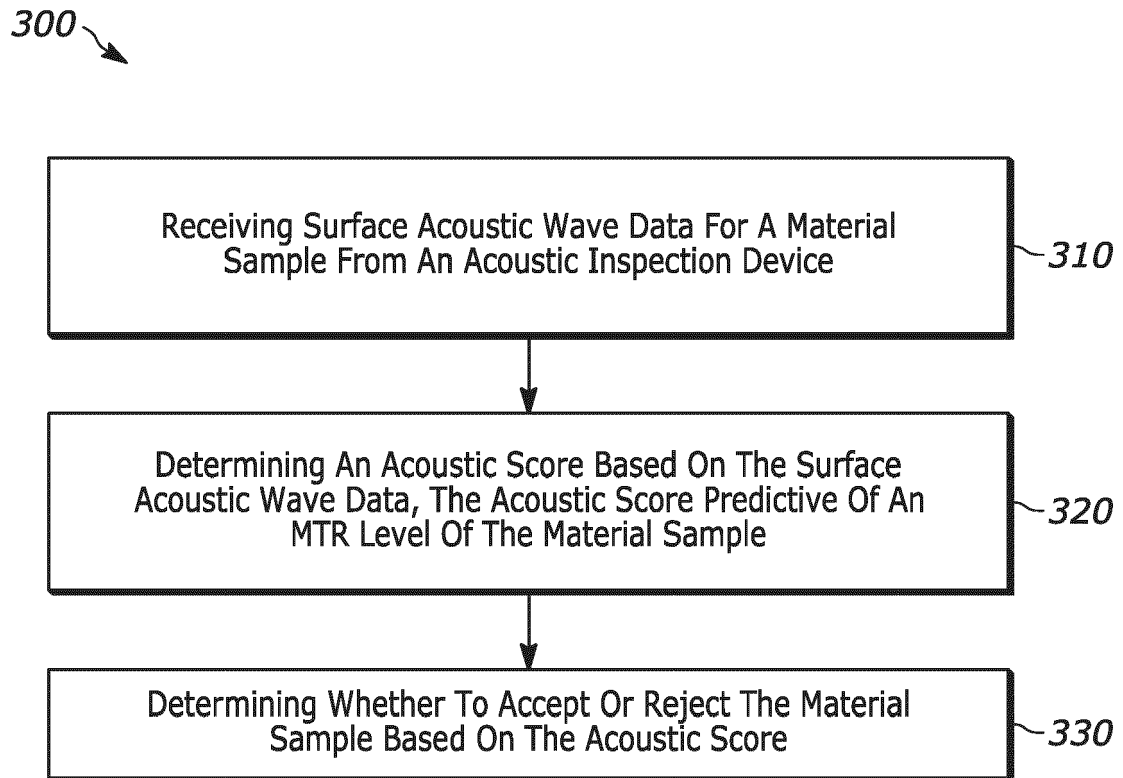 300
Receiving Surface Acoustic Wave Data For A Material
Sample From An Acoustic Inspection Device
310
Determining An Acoustic Score Based On The Surface
Acoustic Wave Data, The Acoustic Score Predictive Of An
MTR Level Of The Material Sample
320
Determining Whether To Accept Or Reject The Material
Sample Based On The Acoustic Score
330